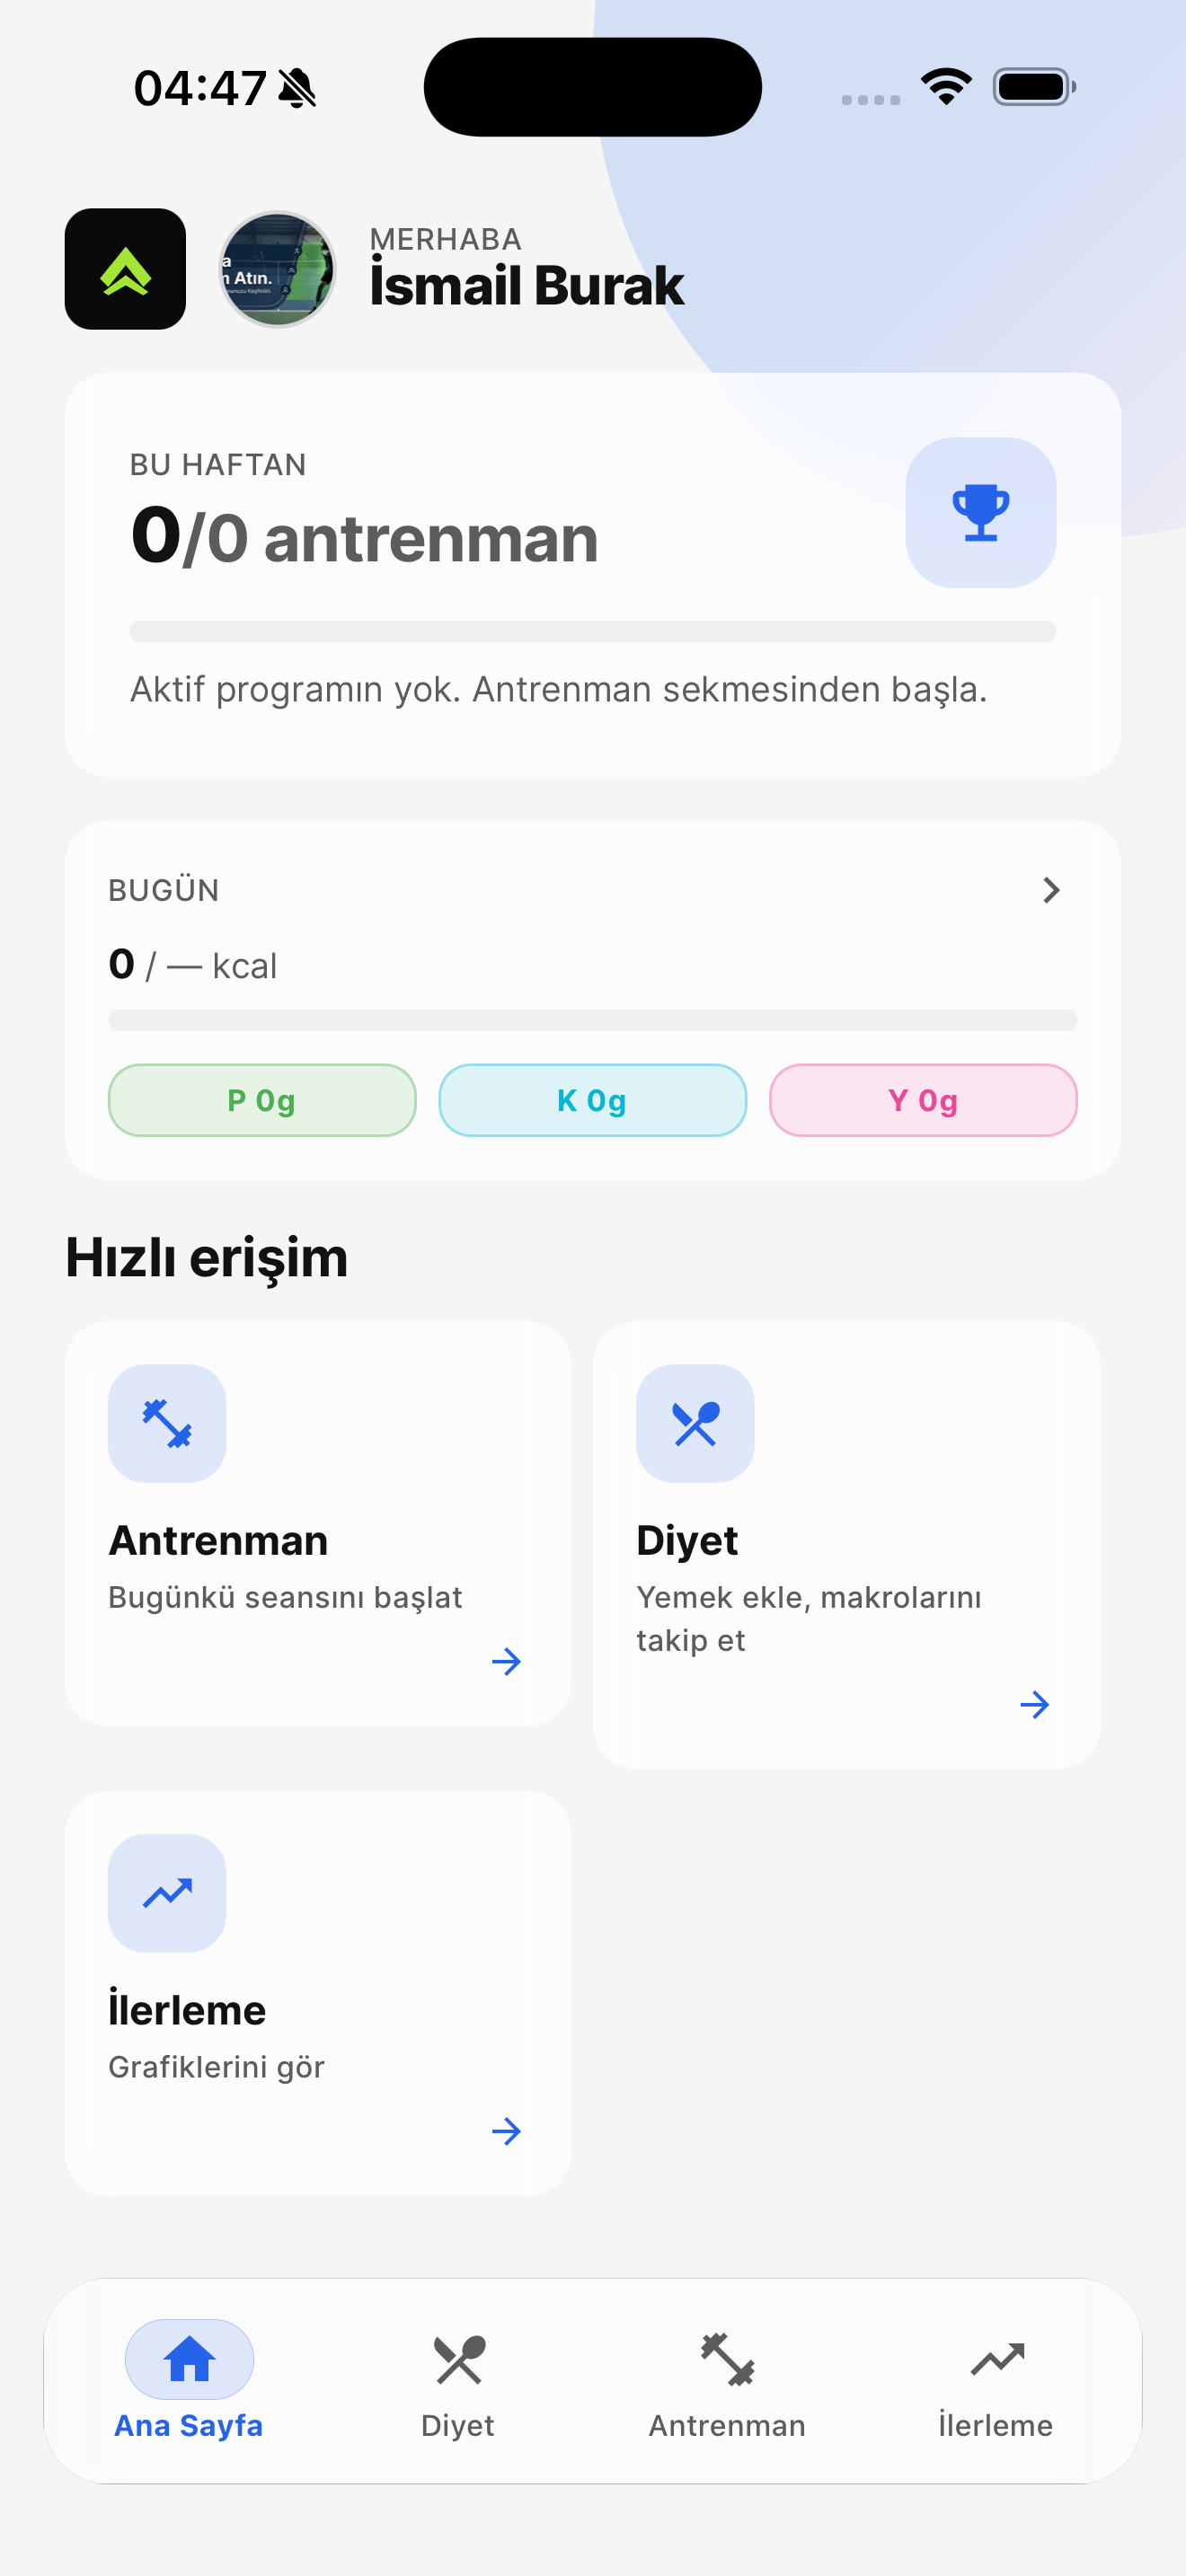 04:47
a
n Atın.
MERHABA
İsmail Burak
BU HAFTAN
0/0 antrenman
Aktif programın yok. Antrenman sekmesinden başla.
BUGÜN
0 / — kcal
P 0g
K 0g
Y 0g
Hızlı erişim
Antrenman
Bugünkü seansını başlat
Diyet
Yemek ekle, makrolarını
takip et
İlerleme
Grafiklerini gör
Ana Sayfa
Diyet
Antrenman
İlerleme